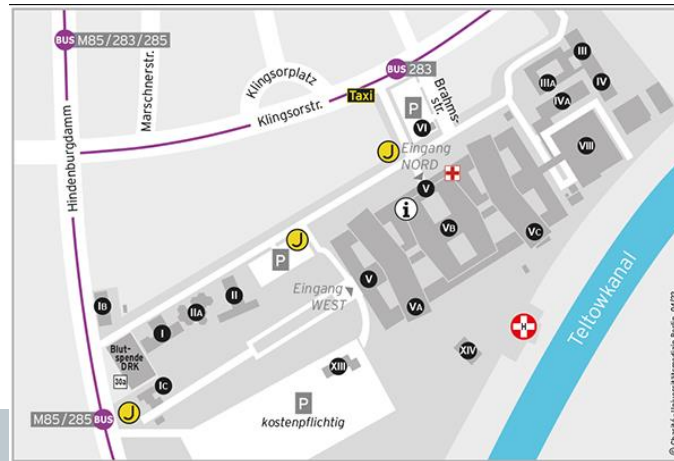 BUS M85/283/285
Marschnerstr.
Klingsorplatz
BUS 283
Klingsorstr.
Taxi
Brahms-
str.
P
VI
III
IIIA
IV
IVA
VIII
J
Eingang
NORD
V
i
VB
VC
Hindenburgdamm
J
P
V
VA
Eingang
WEST
II
IIA
I
IB
Blut-
spende
DRK
30a
IC
XIII
XIV
H
Teltowkanal
P
kostenpflichtig
M85/285 BUS
J